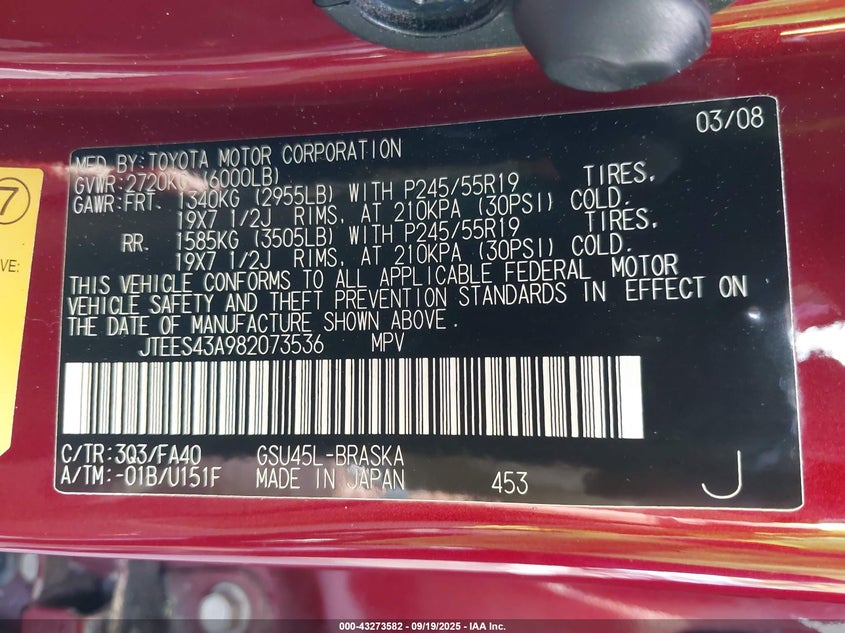 03/08
MFD BY: TOYOTA MOTOR CORPORATION
GVWR: 2720KG (6000LB)
GAWR: FRT. 1340KG (2955LB) WITH P245/55R19 TIRES,
19X7 1/2J RIMS, AT 210KPA (30PSI) COLD.
RR. 1585KG (3505LB) WITH P245/55R19 TIRES,
19X7 1/2J RIMS, AT 210KPA (30PSI) COLD.
THIS VEHICLE CONFORMS TO ALL APPLICABLE FEDERAL MOTOR
VEHICLE SAFETY AND THEFT PREVENTION STANDARDS IN EFFECT ON
THE DATE OF MANUFACTURE SHOWN ABOVE.
JTEES43A982073536 MPV
C/TR: 3Q3/FA40 GSU45L-BRASKA
A/TM: -01B/U151F MADE IN JAPAN 453 J
7
VE:
000-43273582 - 09/19/2025 - IAA Inc.